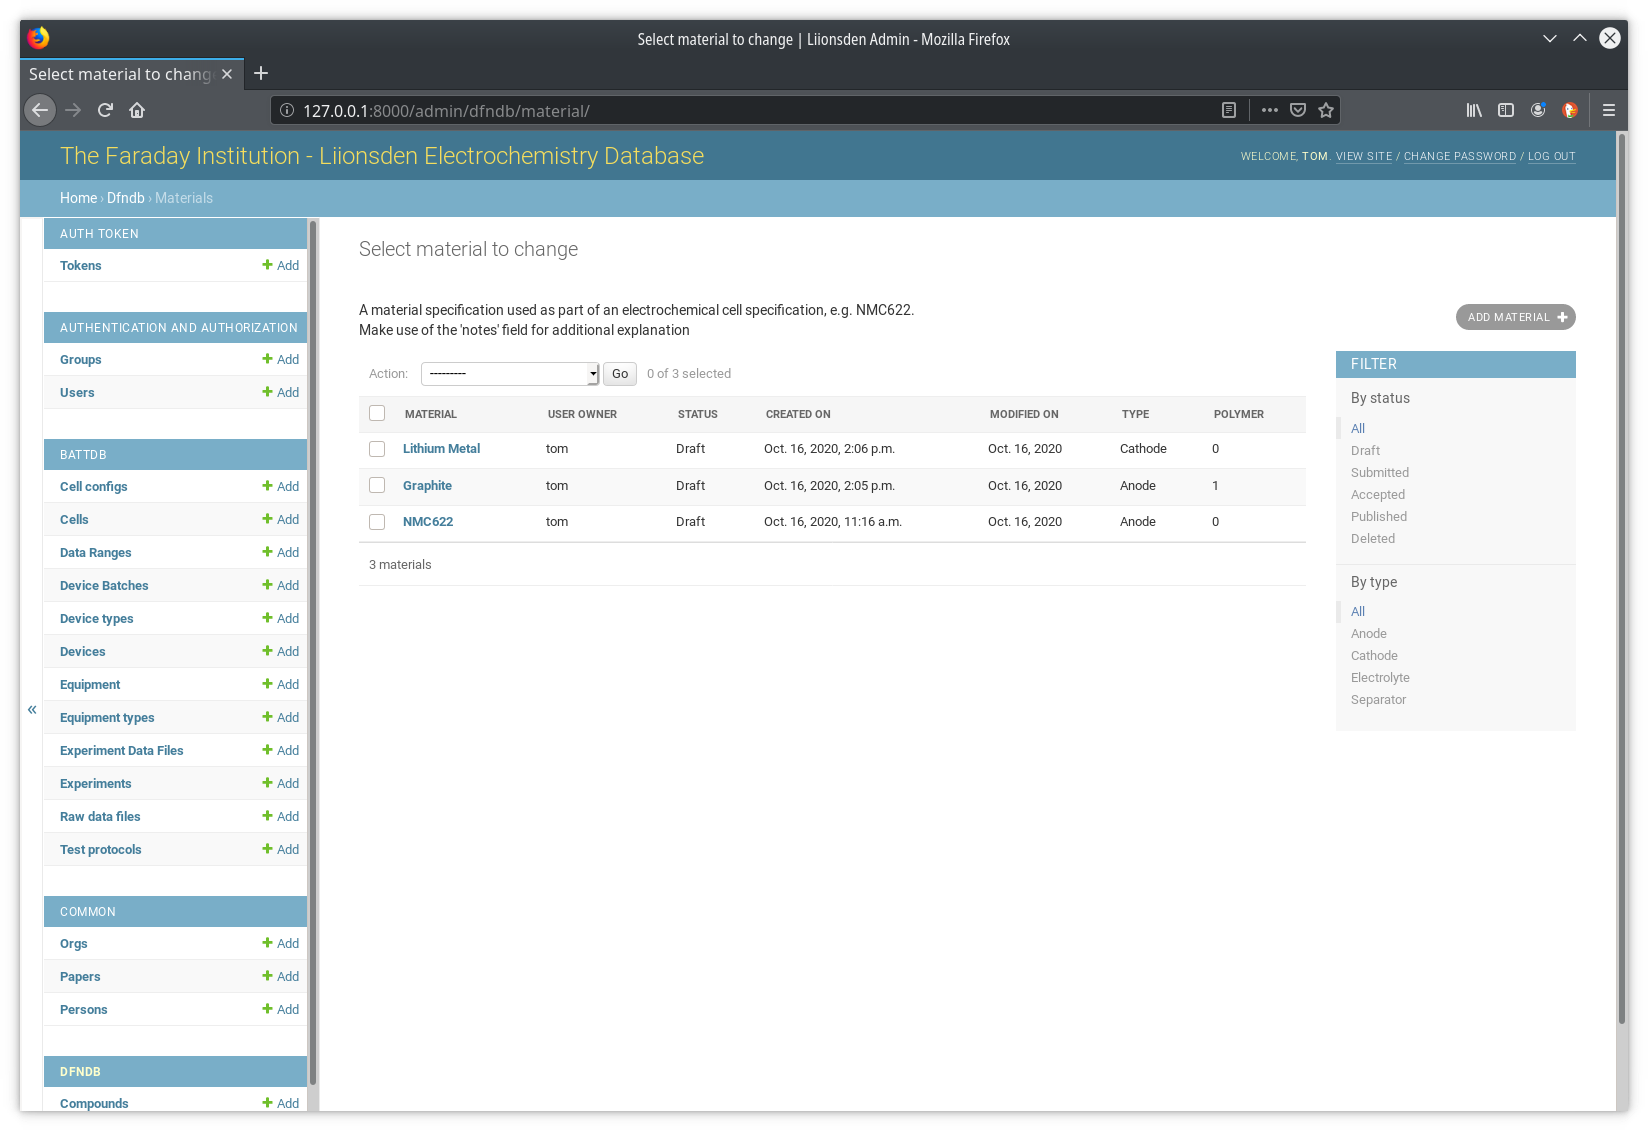 Select material to change | Liionsden Admin - Mozilla Firefox
Select material to chang
127.0.0.1:8000/admin/dfndb/material/
The Faraday Institution - Liionsden Electrochemistry Database
WELCOME, TOM. VIEW SITE / CHANGE PASSWORD / LOG OUT
Home › Dfndb › Materials
AUTH TOKEN
Tokens Add
AUTHENTICATION AND AUTHORIZATION
Groups Add
Users Add
BATTDB
Cell configs Add
Cells Add
Data Ranges Add
Device Batches Add
Device types Add
Devices Add
Equipment Add
Equipment types Add
Experiment Data Files Add
Experiments Add
Raw data files Add
Test protocols Add
COMMON
Orgs Add
Papers Add
Persons Add
DFNDB
Compounds Add
«
Select material to change
A material specification used as part of an electrochemical cell specification, e.g. NMC622.
Make use of the 'notes' field for additional explanation
ADD MATERIAL
Action: --------- Go 0 of 3 selected
MATERIAL USER OWNER STATUS CREATED ON MODIFIED ON TYPE POLYMER
Lithium Metal tom Draft Oct. 16, 2020, 2:06 p.m. Oct. 16, 2020 Cathode 0
Graphite tom Draft Oct. 16, 2020, 2:05 p.m. Oct. 16, 2020 Anode 1
NMC622 tom Draft Oct. 16, 2020, 11:16 a.m. Oct. 16, 2020 Anode 0
3 materials
FILTER
By status
All
Draft
Submitted
Accepted
Published
Deleted
By type
All
Anode
Cathode
Electrolyte
Separator